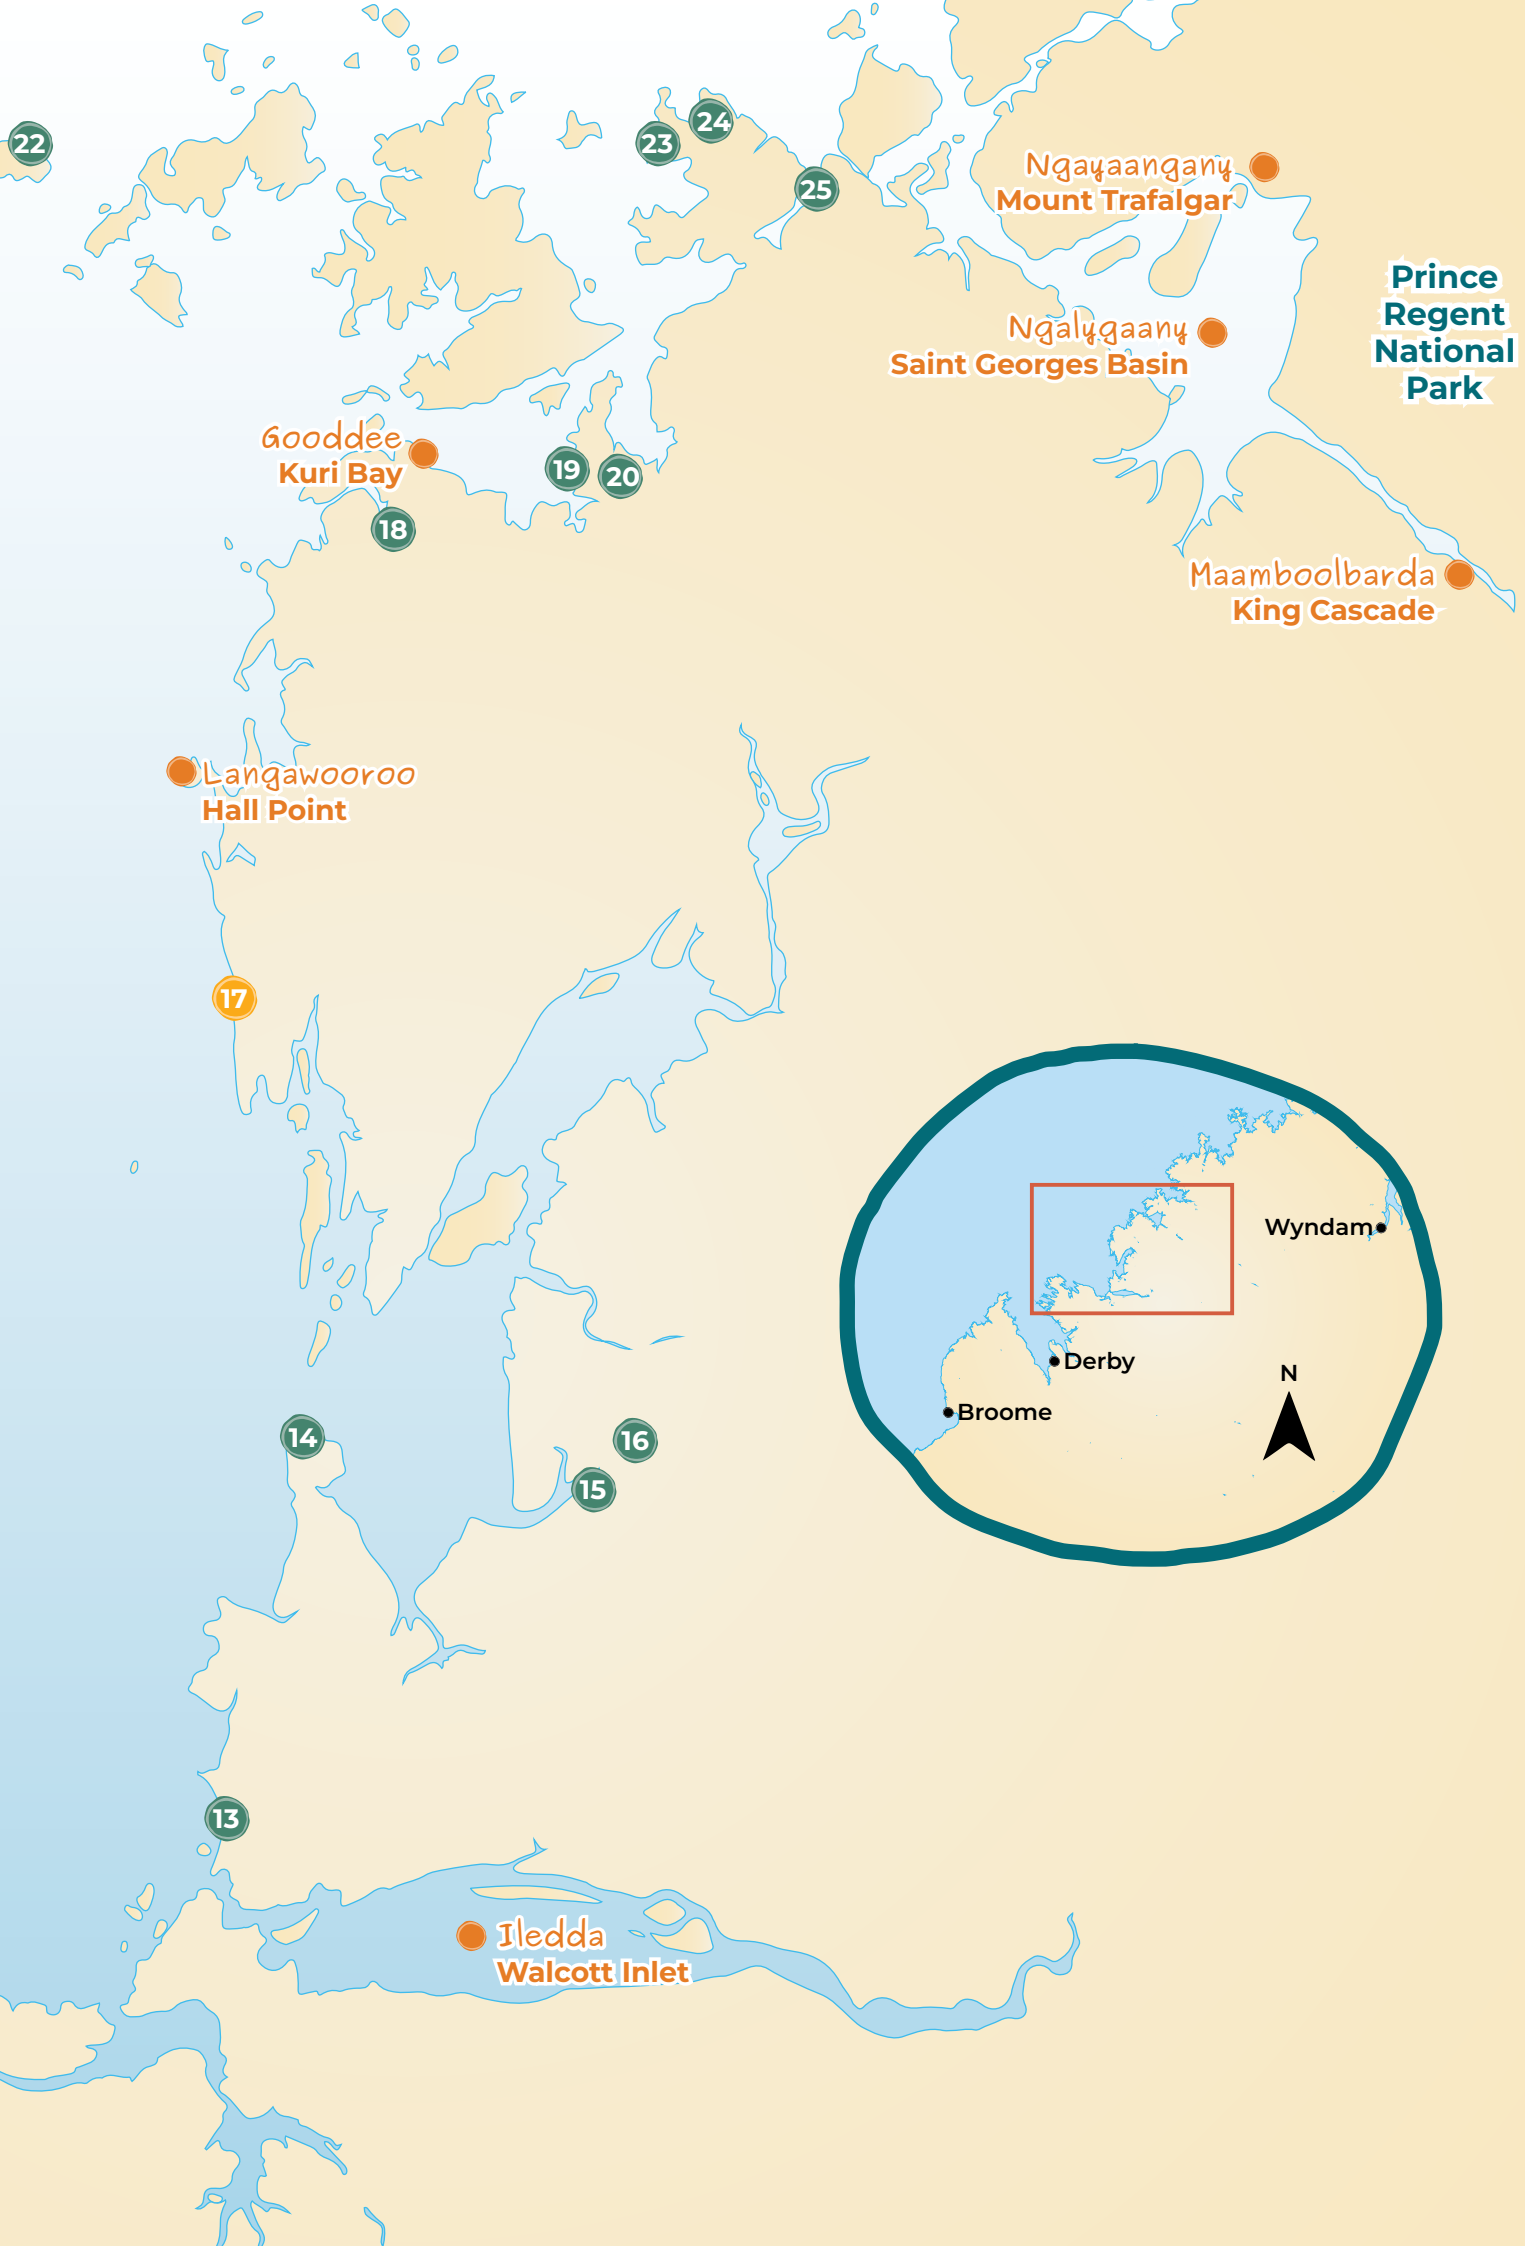 22
23
24
25
Ngayaangany
Mount Trafalgar
Prince
Regent
National
Park
Ngalygaany
Saint Georges Basin
Gooddee
Kuri Bay
19
20
18
Maamboolbarda
King Cascade
Langawooroo
Hall Point
17
Wyndam
Derby
N
Broome
14
16
15
13
Iledda
Walcott Inlet